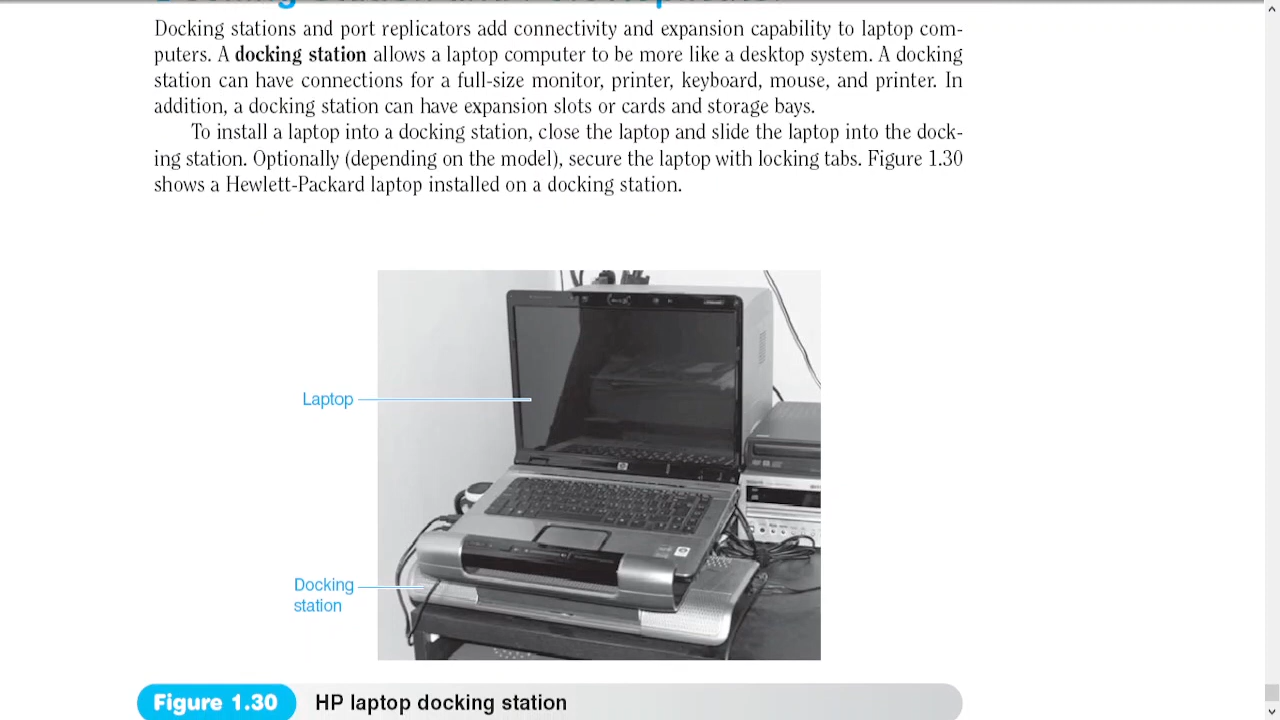 Docking Station and Port Replicator
Docking stations and port replicators add connectivity and expansion capability to laptop com-
puters. A docking station allows a laptop computer to be more like a desktop system. A docking
station can have connections for a full-size monitor, printer, keyboard, mouse, and printer. In
addition, a docking station can have expansion slots or cards and storage bays.
To install a laptop into a docking station, close the laptop and slide the laptop into the dock-
ing station. Optionally (depending on the model), secure the laptop with locking tabs. Figure 1.30
shows a Hewlett-Packard laptop installed on a docking station.
Laptop
Docking
station
Figure 1.30 HP laptop docking station